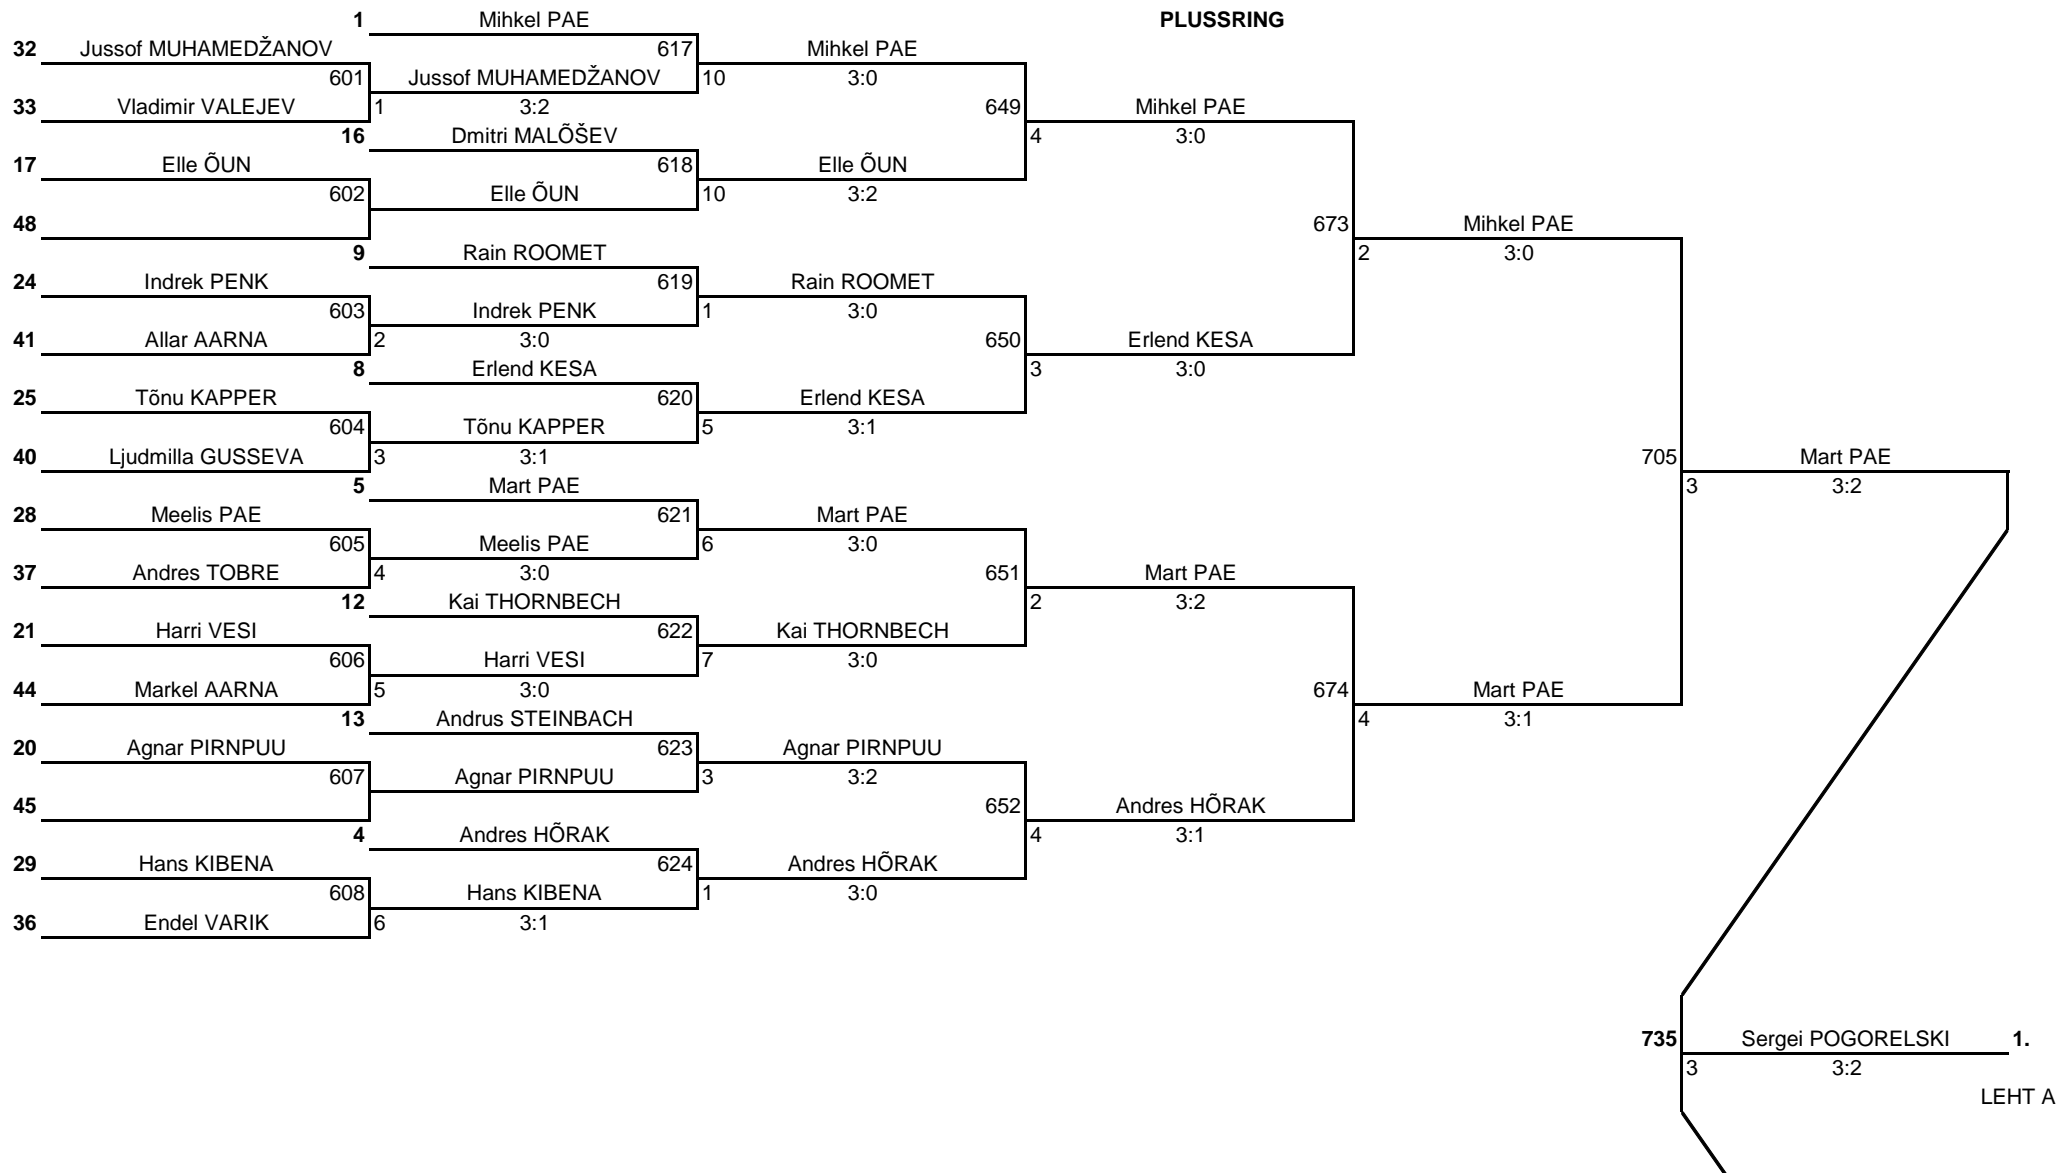 1 Mihkel PAE PLUSSRING
32 Jussof MUHAMEDŽANOV 617 Mihkel PAE
601 Jussof MUHAMEDŽANOV 10 3:0
33 Vladimir VALEJEV 1 3:2 649 Mihkel PAE
16 Dmitri MALÕŠEV 4 3:0
17 Elle ÕUN 618 Elle ÕUN
602 Elle ÕUN 10 3:2
48 673 Mihkel PAE
9 Rain ROOMET 2 3:0
24 Indrek PENK 619 Rain ROOMET
603 Indrek PENK 1 3:0
41 Allar AARNA 2 3:0 650 Erlend KESA
8 Erlend KESA 3 3:0
25 Tõnu KAPPER 620 Erlend KESA
604 Tõnu KAPPER 5 3:1
40 Ljudmilla GUSSEVA 3 3:1 705 Mart PAE
5 Mart PAE 3 3:2
28 Meelis PAE 621 Mart PAE
605 Meelis PAE 6 3:0
37 Andres TOBRE 4 3:0 651 Mart PAE
12 Kai THORNBECH 2 3:2
21 Harri VESI 622 Kai THORNBECH
606 Harri VESI 7 3:0
44 Markel AARNA 5 3:0 674 Mart PAE
13 Andrus STEINBACH 4 3:1
20 Agnar PIRNPUU 623 Agnar PIRNPUU
607 Agnar PIRNPUU 3 3:2
45 652 Andres HÕRAK
4 Andres HÕRAK 4 3:1
29 Hans KIBENA 624 Andres HÕRAK
608 Hans KIBENA 1 3:0
36 Endel VARIK 6 3:1
735 Sergei POGORELSKI 1.
3 3:2
LEHT A